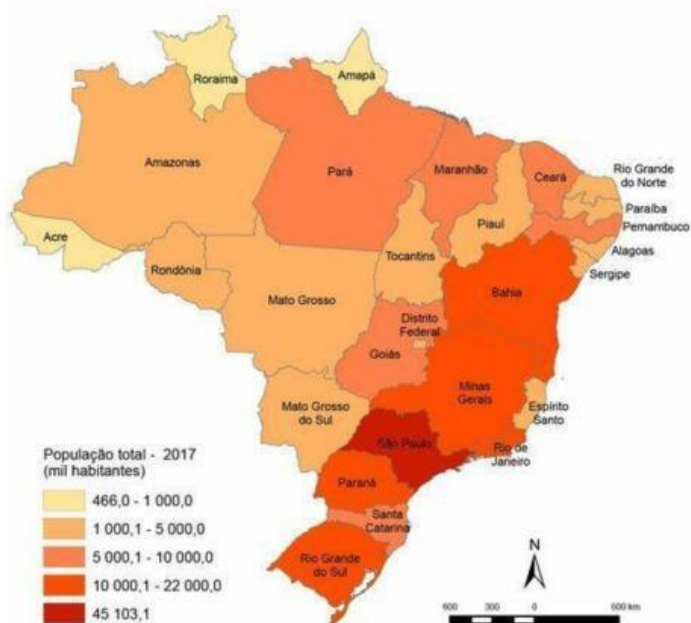 Roraima
Amapá
Amazonas
Pará
Maranhão
Ceará
Rio Grande
do Norte
Paraíba
Pernambuco
Piauí
Acre
Alagoas
Sergipe
Tocantins
Rondônia
Bahia
Mato Grosso
Distrito
Federal
Goiás
Minas
Gerais
Espírito
Santo
Mato Grosso
do Sul
São Paulo
Rio de
Janeiro
Paraná
Santa
Catarina
Rio Grande
do Sul
População total - 2017
(mil habitantes)
466,0 - 1 000,0
1 000,1 - 5 000,0
5 000,1 - 10 000,0
10 000,1 - 22 000,0
45 103,1
N
600 300 0 600 km